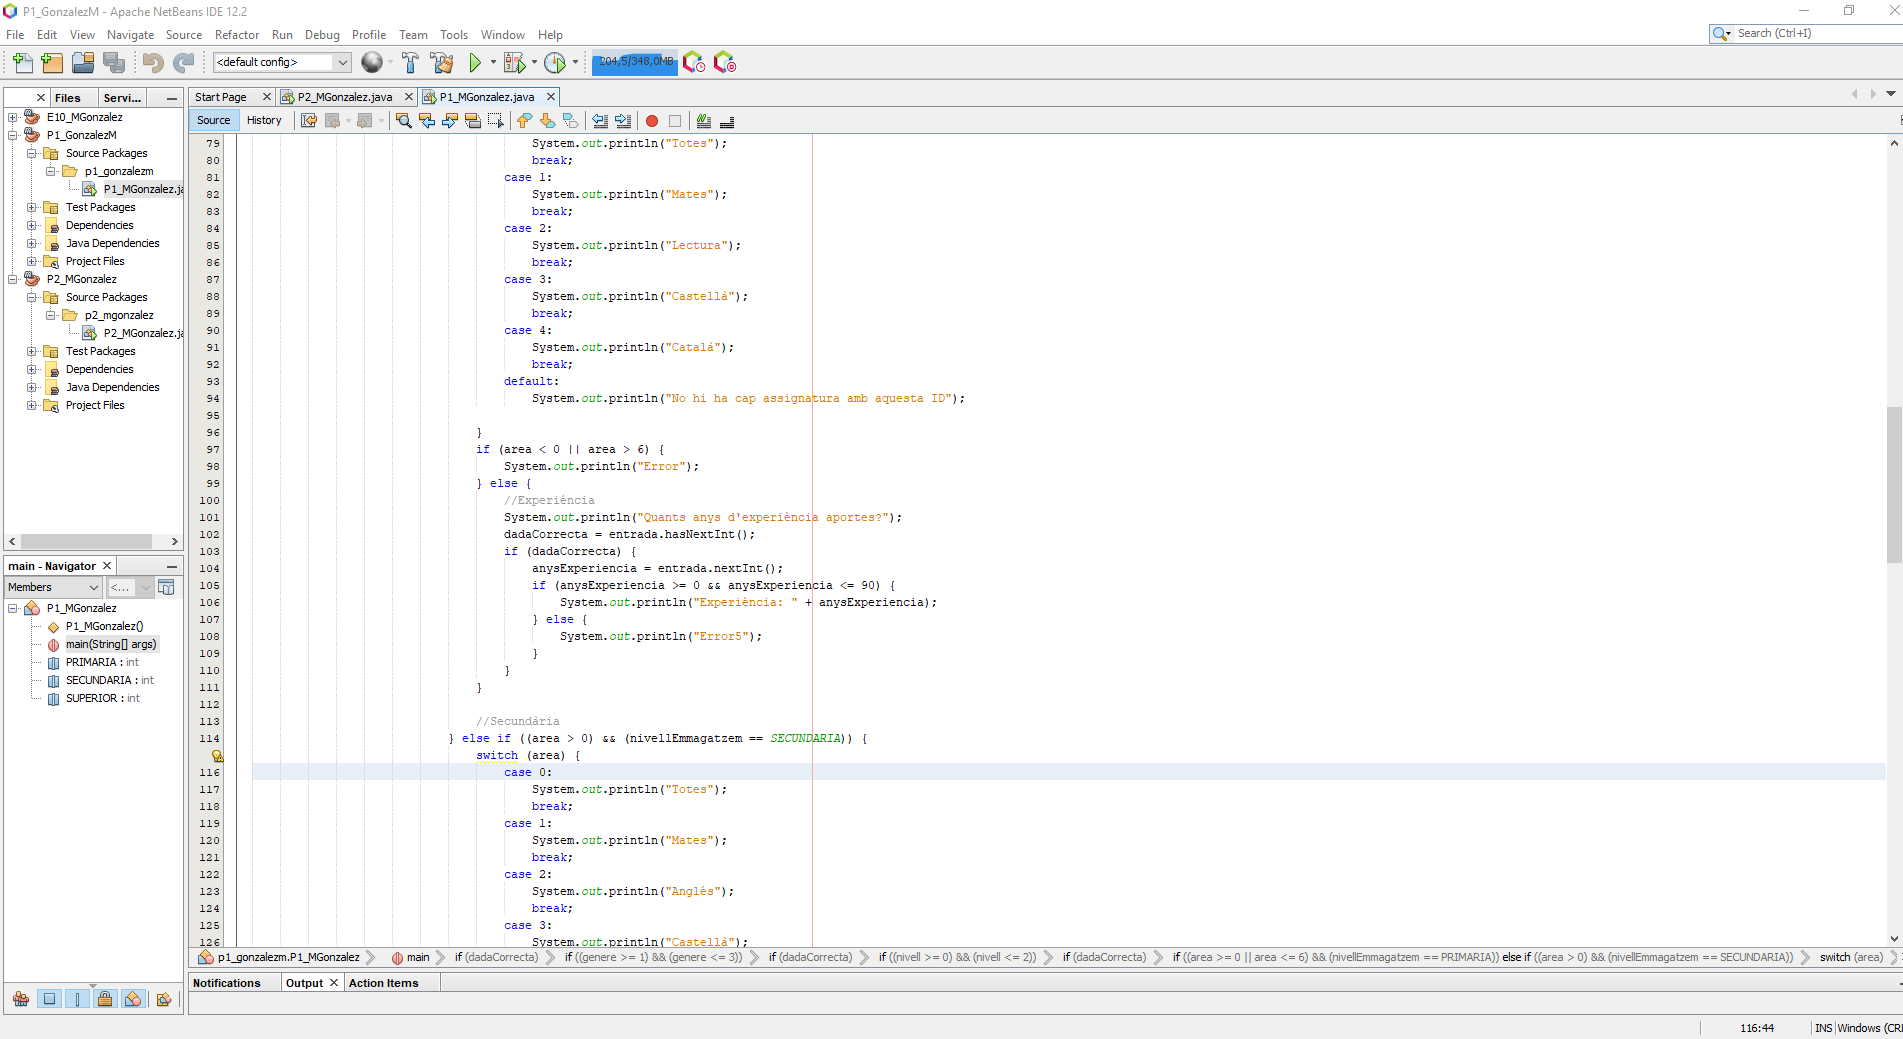 P1_GonzalezM - Apache NetBeans IDE 12.2
File Edit View Navigate Source Refactor Run Debug Profile Team Tools Window Help
Search (Ctrl+I)
<default config>
204,5/348,0MB
Files Servi...
Start Page P2_MGonzalez.java P1_MGonzalez.java
Source History
E10_MGonzalez
P1_GonzalezM
Source Packages
p1_gonzalezm
P1_MGonzalez.ja
Test Packages
Dependencies
Java Dependencies
Project Files
P2_MGonzalez
Source Packages
p2_mgonzalez
P2_MGonzalez.ja
Test Packages
Dependencies
Java Dependencies
Project Files
main - Navigator
Members <...
P1_MGonzalez
P1_MGonzalez()
main(String[] args)
PRIMARIA : int
SECUNDARIA : int
SUPERIOR : int
79 System.out.println("Totes");
80 break;
81 case 1:
82 System.out.println("Mates");
83 break;
84 case 2:
85 System.out.println("Lectura");
86 break;
87 case 3:
88 System.out.println("Castellà");
89 break;
90 case 4:
91 System.out.println("Català");
92 break;
93 default:
94 System.out.println("No hi ha cap assignatura amb aquesta ID");
95
96 }
97 if (area < 0 || area > 6) {
98 System.out.println("Error");
99 } else {
100 //Experiéncia
101 System.out.println("Quants anys d'experiència aportes?");
102 dadaCorrecta = entrada.hasNextInt();
103 if (dadaCorrecta) {
104 anysExperiencia = entrada.nextInt();
105 if (anysExperiencia >= 0 && anysExperiencia <= 90) {
106 System.out.println("Experiència: " + anysExperiencia);
107 } else {
108 System.out.println("Error5");
109 }
110 }
111 }
112
113 //Secundària
114 } else if ((area > 0) && (nivellEmmagatzem == SECUNDARIA)) {
switch (area) {
116 case 0:
117 System.out.println("Totes");
118 break;
119 case 1:
120 System.out.println("Mates");
121 break;
122 case 2:
123 System.out.println("Anglés");
124 break;
125 case 3:
126 System.out.println("Castellà");
p1_gonzalezm.P1_MGonzalez main if (dadaCorrecta) if ((genere >= 1) && (genere <= 3)) if (dadaCorrecta) if ((nivell >= 0) && (nivell <= 2)) if (dadaCorrecta) if ((area >= 0 || area <= 6) && (nivellEmmagatzem == PRIMARIA)) else if ((area > 0) && (nivellEmmagatzem == SECUNDARIA)) switch (area)
Notifications Output Action Items
116:44 INS Windows (CRL